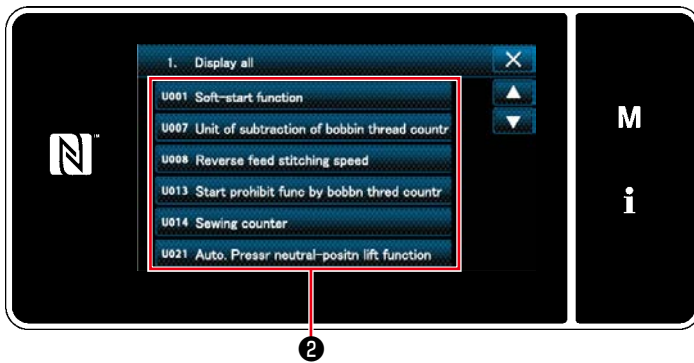 1. Display all
U001 Soft-start function
U007 Unit of subtraction of bobbin thread countr
U008 Reverse feed stitching speed
U013 Start prohibit func by bobbn thred countr
U014 Sewing counter
U021 Auto. Pressr neutral-positn lift function
N™
M
i
❷